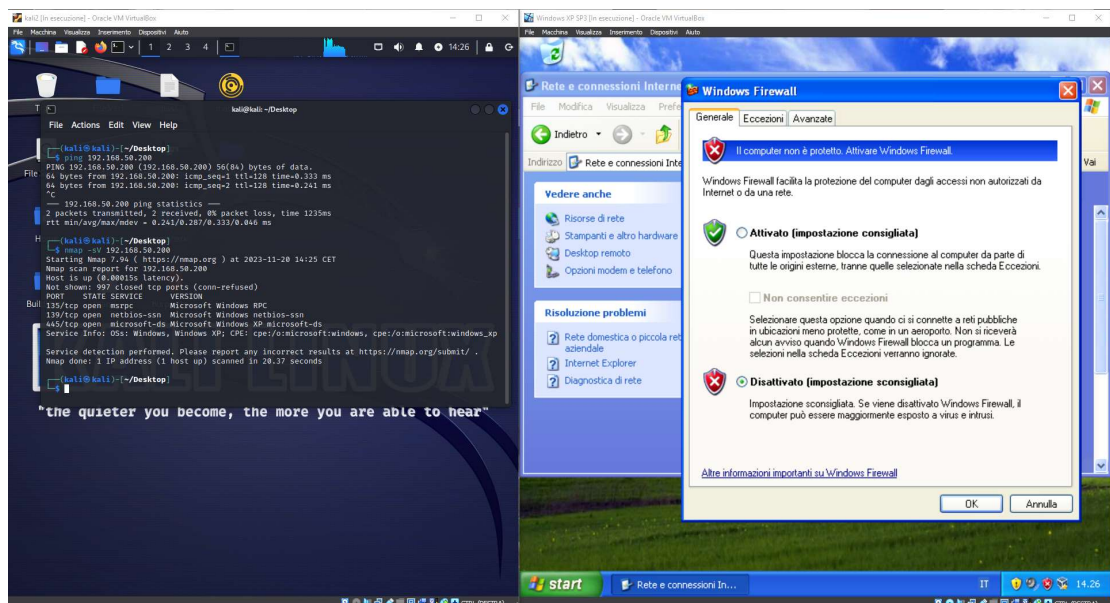 kali2 [In esecuzione] - Oracle VM VirtualBox
File Macchina Visualizza Inserimento Dispositivi Aiuto
1 2 3 4
14:26
kali@kali: ~/Desktop
File Actions Edit View Help
(kali㉿kali)-[~/Desktop]
$ ping 192.168.50.200
PING 192.168.50.200 (192.168.50.200) 56(84) bytes of data.
64 bytes from 192.168.50.200: icmp_seq=1 ttl=128 time=0.333 ms
64 bytes from 192.168.50.200: icmp_seq=2 ttl=128 time=0.241 ms
^C
— 192.168.50.200 ping statistics —
2 packets transmitted, 2 received, 0% packet loss, time 1235ms
rtt min/avg/max/mdev = 0.241/0.287/0.333/0.046 ms
(kali㉿kali)-[~/Desktop]
$ nmap -sV 192.168.50.200
Starting Nmap 7.94 ( https://nmap.org ) at 2023-11-20 14:25 CET
Nmap scan report for 192.168.50.200
Host is up (0.00015s latency).
Not shown: 997 closed tcp ports (conn-refused)
PORT STATE SERVICE VERSION
135/tcp open msrpc Microsoft Windows RPC
139/tcp open netbios-ssn Microsoft Windows netbios-ssn
445/tcp open microsoft-ds Microsoft Windows XP microsoft-ds
Service Info: OSs: Windows, Windows XP; CPE: cpe:/o:microsoft:windows, cpe:/o:microsoft:windows_xp
Service detection performed. Please report any incorrect results at https://nmap.org/submit/ .
Nmap done: 1 IP address (1 host up) scanned in 20.37 seconds
(kali㉿kali)-[~/Desktop]
$
KALI LINUX
"the quieter you become, the more you are able to hear"
Windows XP SP3 [In esecuzione] - Oracle VM VirtualBox
File Macchina Visualizza Inserimento Dispositivi Aiuto
Rete e connessioni Interne
File Modifica Visualizza Prefe
Indietro
Indirizzo Rete e connessioni Inte
Vai
Vedere anche
Risorse di rete
Stampanti e altro hardware
Desktop remoto
Opzioni modem e telefono
Risoluzione problemi
Rete domestica o piccola ret
aziendale
Internet Explorer
Diagnostica di rete
Windows Firewall
Generale Eccezioni Avanzate
Il computer non è protetto. Attivare Windows Firewall.
Windows Firewall facilita la protezione del computer dagli accessi non autorizzati da
Internet o da una rete.
Attivato (impostazione consigliata)
Questa impostazione blocca la connessione al computer da parte di
tutte le origini esterne, tranne quelle selezionate nella scheda Eccezioni.
Non consentire eccezioni
Selezionare questa opzione quando ci si connette a reti pubbliche
in ubicazioni meno protette, come in un aeroporto. Non si riceverà
alcun avviso quando Windows Firewall blocca un programma. Le
selezioni nella scheda Eccezioni verranno ignorate.
Disattivato (impostazione sconsigliata)
Impostazione sconsigliata. Se viene disattivato Windows Firewall, il
computer può essere maggiormente esposto a virus e intrusi.
Altre informazioni importanti su Windows Firewall
OK Annulla
start
Rete e connessioni In...
IT
14.26